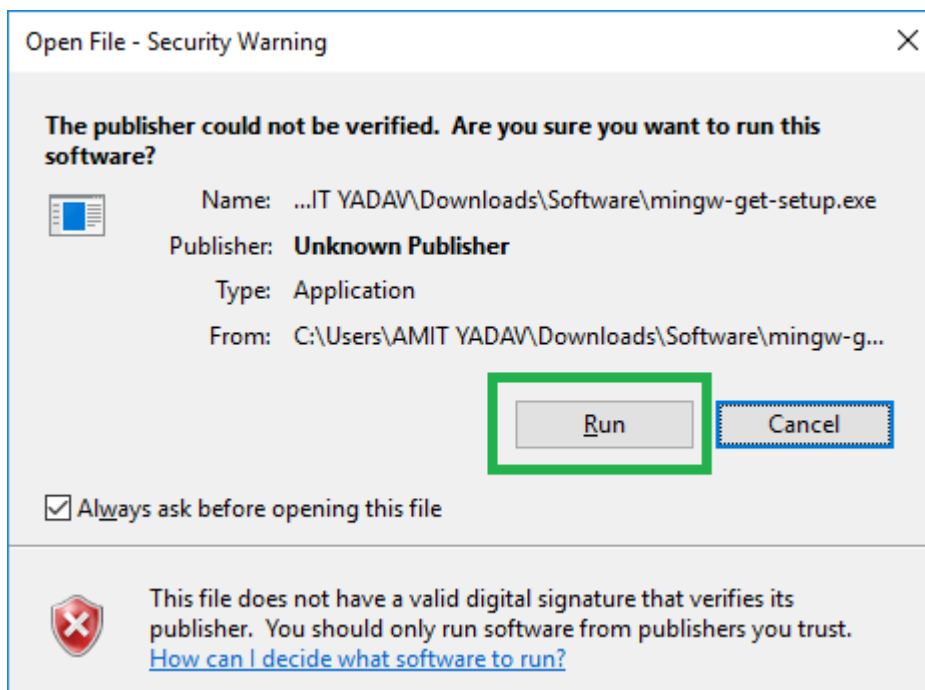 Open File - Security Warning
The publisher could not be verified. Are you sure you want to run this
software?
Name: ...IT YADAV\Downloads\Software\mingw-get-setup.exe
Publisher: Unknown Publisher
Type: Application
From: C:\Users\AMIT YADAV\Downloads\Software\mingw-g...
Run Cancel
Always ask before opening this file
This file does not have a valid digital signature that verifies its
publisher. You should only run software from publishers you trust.
How can I decide what software to run?